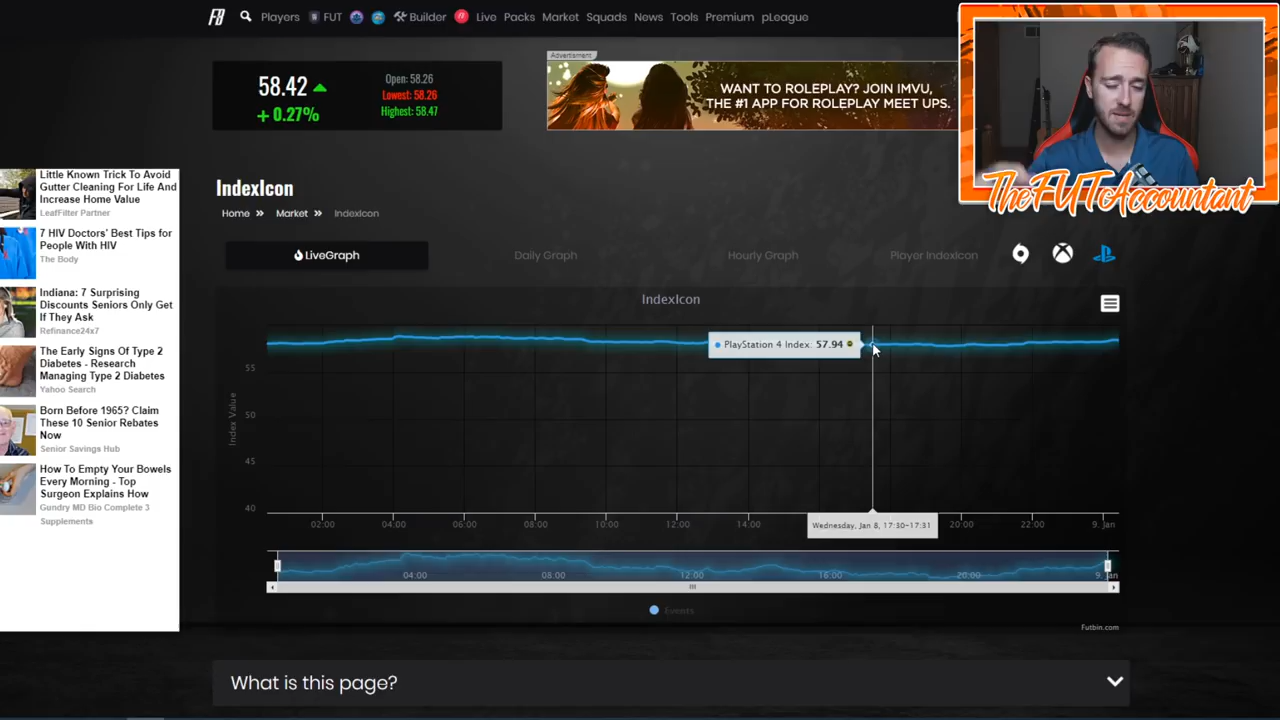 FB
Players
FUT
Builder
Live
Packs
Market
Squads
News
Tools
Premium
pLeague
58.42
+ 0.27%
Open: 58.26
Lowest: 58.26
Highest: 58.47
Advertisment
WANT TO ROLEPLAY? JOIN IMVU,
THE #1 APP FOR ROLEPLAY MEET UPS.
TheFUTAccountant
Little Known Trick To Avoid
Gutter Cleaning For Life And
Increase Home Value
LeafFilter Partner
7 HIV Doctors' Best Tips for
People With HIV
The Body
Indiana: 7 Surprising
Discounts Seniors Only Get
If They Ask
Refinance24x7
The Early Signs Of Type 2
Diabetes - Research
Managing Type 2 Diabetes
Yahoo Search
Born Before 1965? Claim
These 10 Senior Rebates
Now
Senior Savings Hub
How To Empty Your Bowels
Every Morning - Top
Surgeon Explains How
Gundry MD Bio Complete 3
Supplements
IndexIcon
Home » Market » IndexIcon
LiveGraph
Daily Graph
Hourly Graph
Player IndexIcon
IndexIcon
PlayStation 4 Index: 57.94
Index Value
55
50
45
40
02:00
04:00
06:00
08:00
10:00
12:00
14:00
Wednesday, Jan 8, 17:30-17:31
20:00
22:00
9. Jan
04:00
08:00
12:00
16:00
20:00
9. Jan
Events
Futbin.com
What is this page?